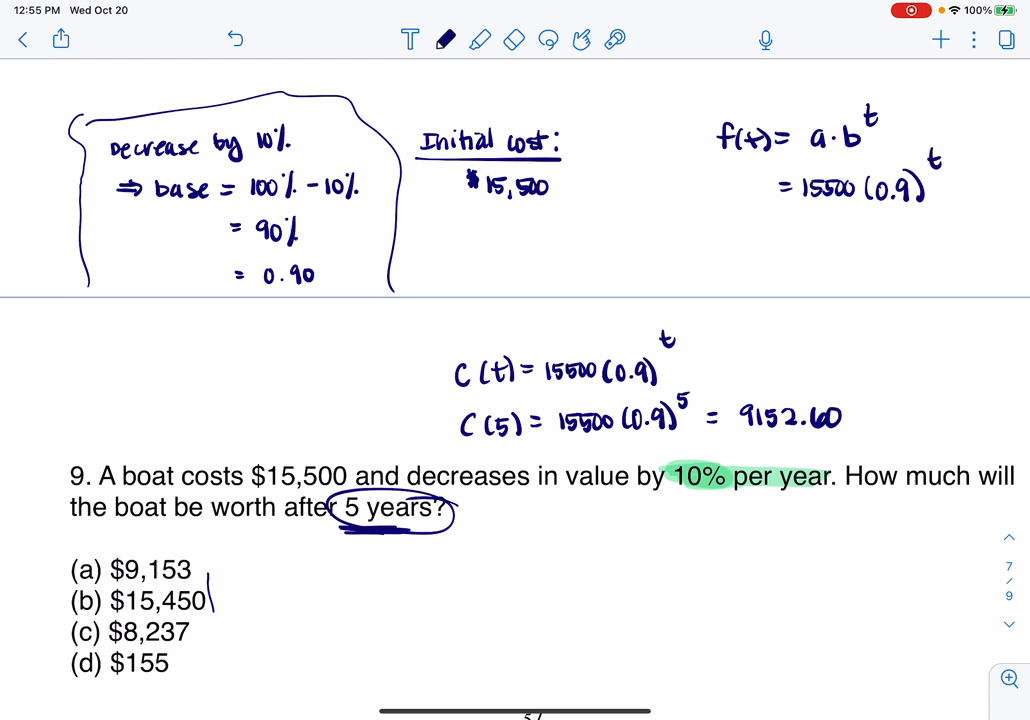 12:55 PM Wed Oct 20
100%
Decrease by 10%
⇒ base = 100% - 10%
= 90%
= 0.90
Initial cost:
$15,500
f(t) = a·b^t
= 15500 (0.9)^t
C(t) = 15500 (0.9)^t
C(5) = 15500 (0.9)^5 = 9152.60
9. A boat costs $15,500 and decreases in value by 10% per year. How much will
the boat be worth after 5 years?
(a) $9,153
(b) $15,450
(c) $8,237
(d) $155
7
/
9